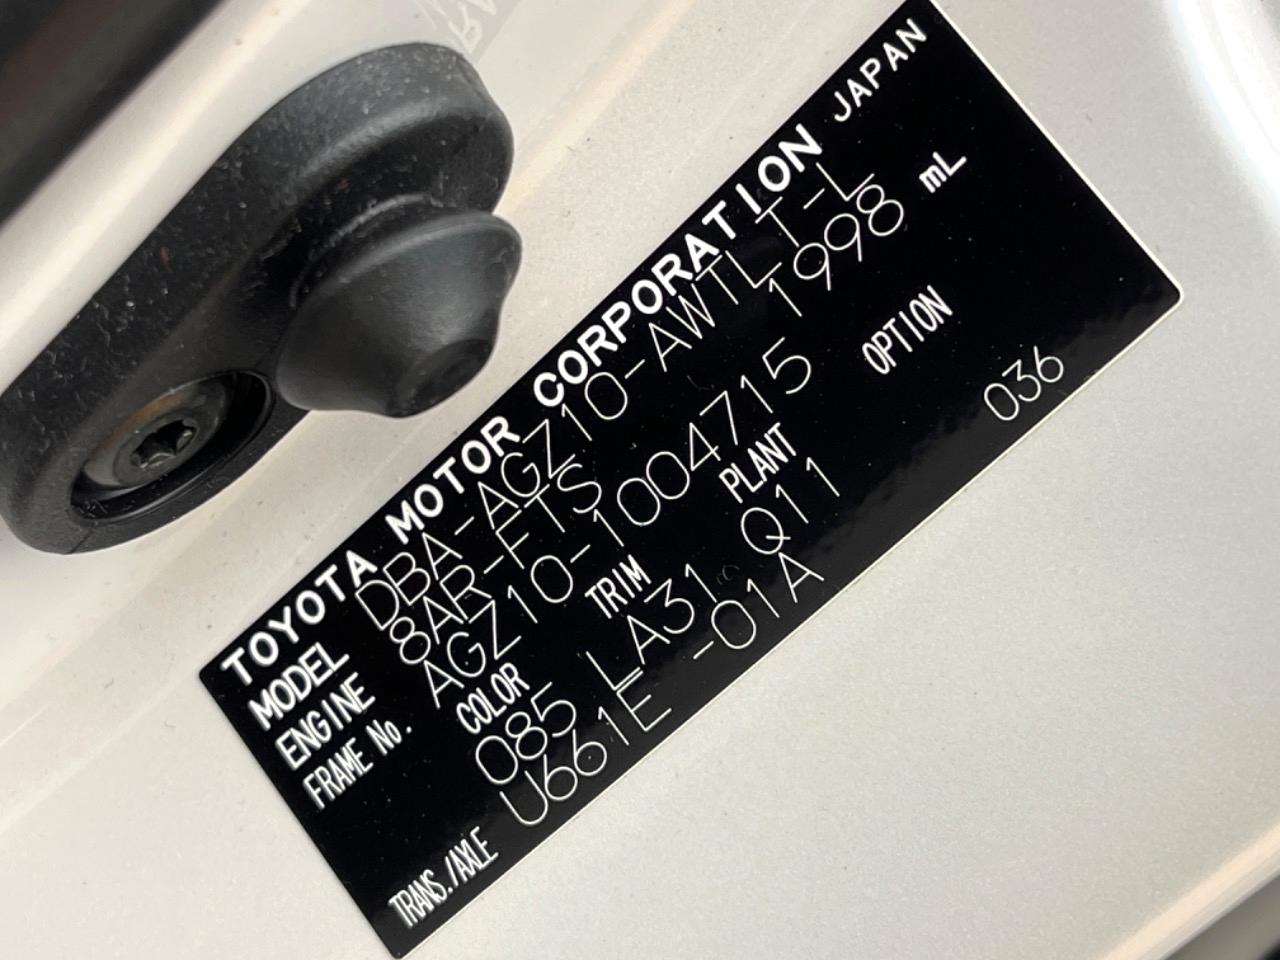 TOYOTA MOTOR CORPORATION JAPAN
MODEL DBA-AGZ10-AWTLT-L
ENGINE 8AR-FTS 1998 mL
FRAME No. AGZ10-1004715
COLOR TRIM PLANT OPTION
085 LA31 Q11 036
TRANS./AXLE U661E -01A